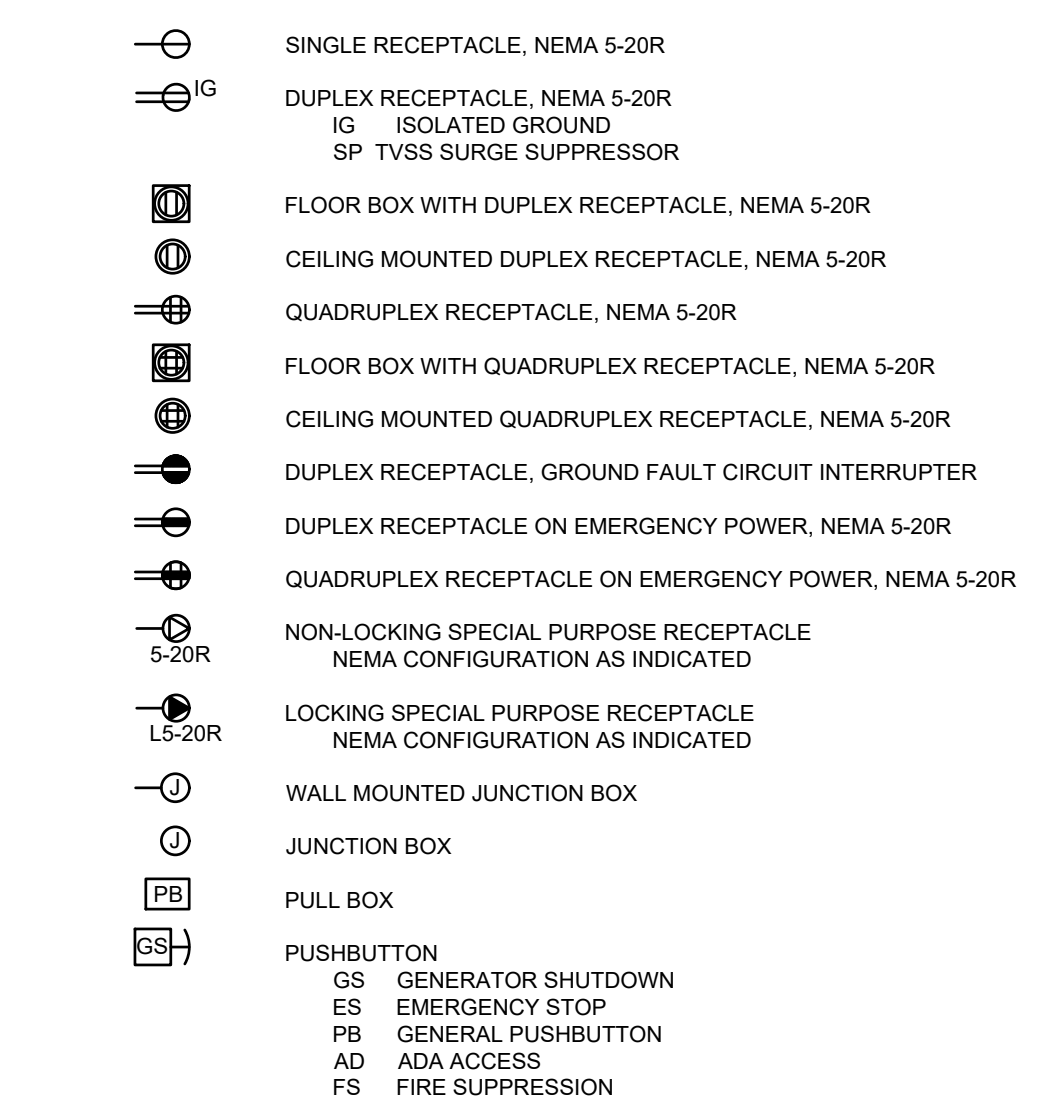 SINGLE RECEPTACLE, NEMA 5-20R
IG DUPLEX RECEPTACLE, NEMA 5-20R
IG ISOLATED GROUND
SP TVSS SURGE SUPPRESSOR
FLOOR BOX WITH DUPLEX RECEPTACLE, NEMA 5-20R
CEILING MOUNTED DUPLEX RECEPTACLE, NEMA 5-20R
QUADRUPLEX RECEPTACLE, NEMA 5-20R
FLOOR BOX WITH QUADRUPLEX RECEPTACLE, NEMA 5-20R
CEILING MOUNTED QUADRUPLEX RECEPTACLE, NEMA 5-20R
DUPLEX RECEPTACLE, GROUND FAULT CIRCUIT INTERRUPTER
DUPLEX RECEPTACLE ON EMERGENCY POWER, NEMA 5-20R
QUADRUPLEX RECEPTACLE ON EMERGENCY POWER, NEMA 5-20R
NON-LOCKING SPECIAL PURPOSE RECEPTACLE
5-20R NEMA CONFIGURATION AS INDICATED
LOCKING SPECIAL PURPOSE RECEPTACLE
L5-20R NEMA CONFIGURATION AS INDICATED
J WALL MOUNTED JUNCTION BOX
J JUNCTION BOX
PB PULL BOX
GS PUSHBUTTON
GS GENERATOR SHUTDOWN
ES EMERGENCY STOP
PB GENERAL PUSHBUTTON
AD ADA ACCESS
FS FIRE SUPPRESSION